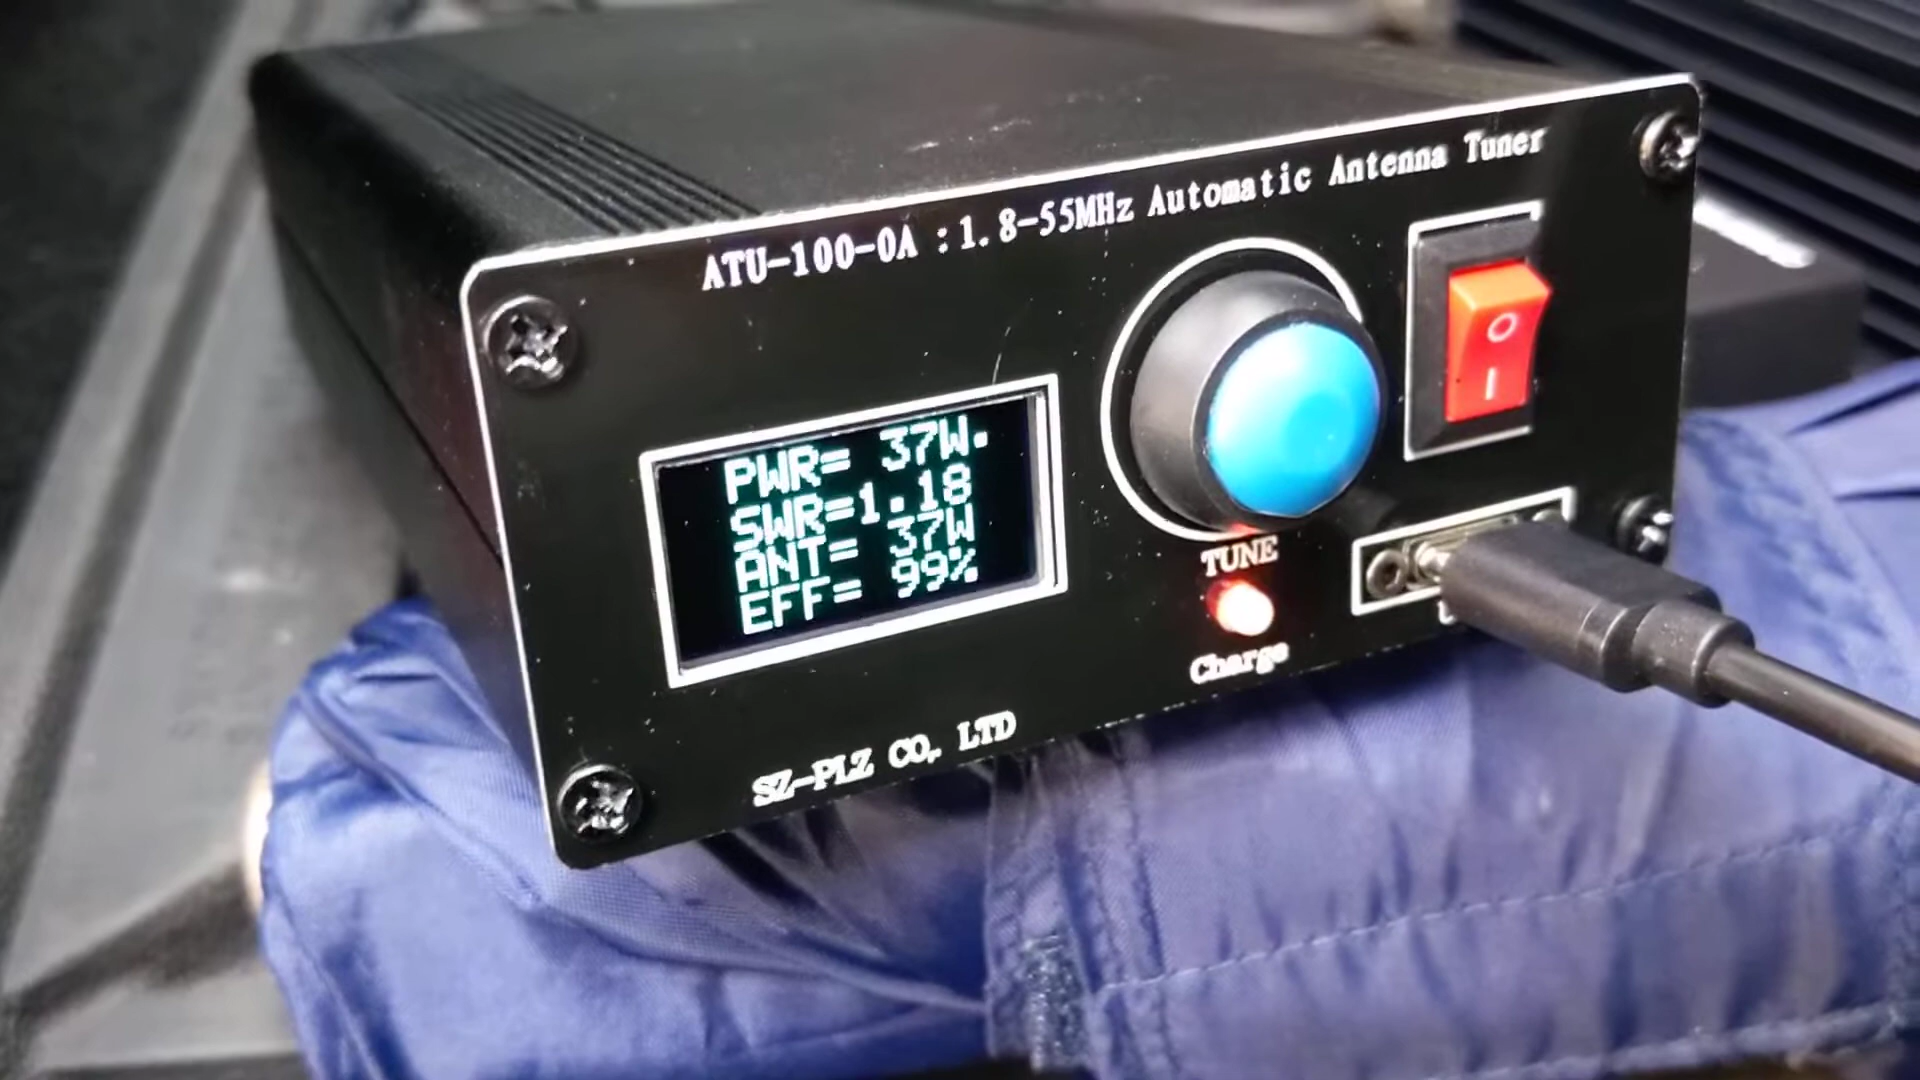 ATU-100-0A :1.8-55MHz Automatic Antenna Tuner
PWR= 37W.
SWR=1.18
ANT= 37W
EFF= 99%
TUNE
Charge
SZ-PLZ CO,. LTD
O
I